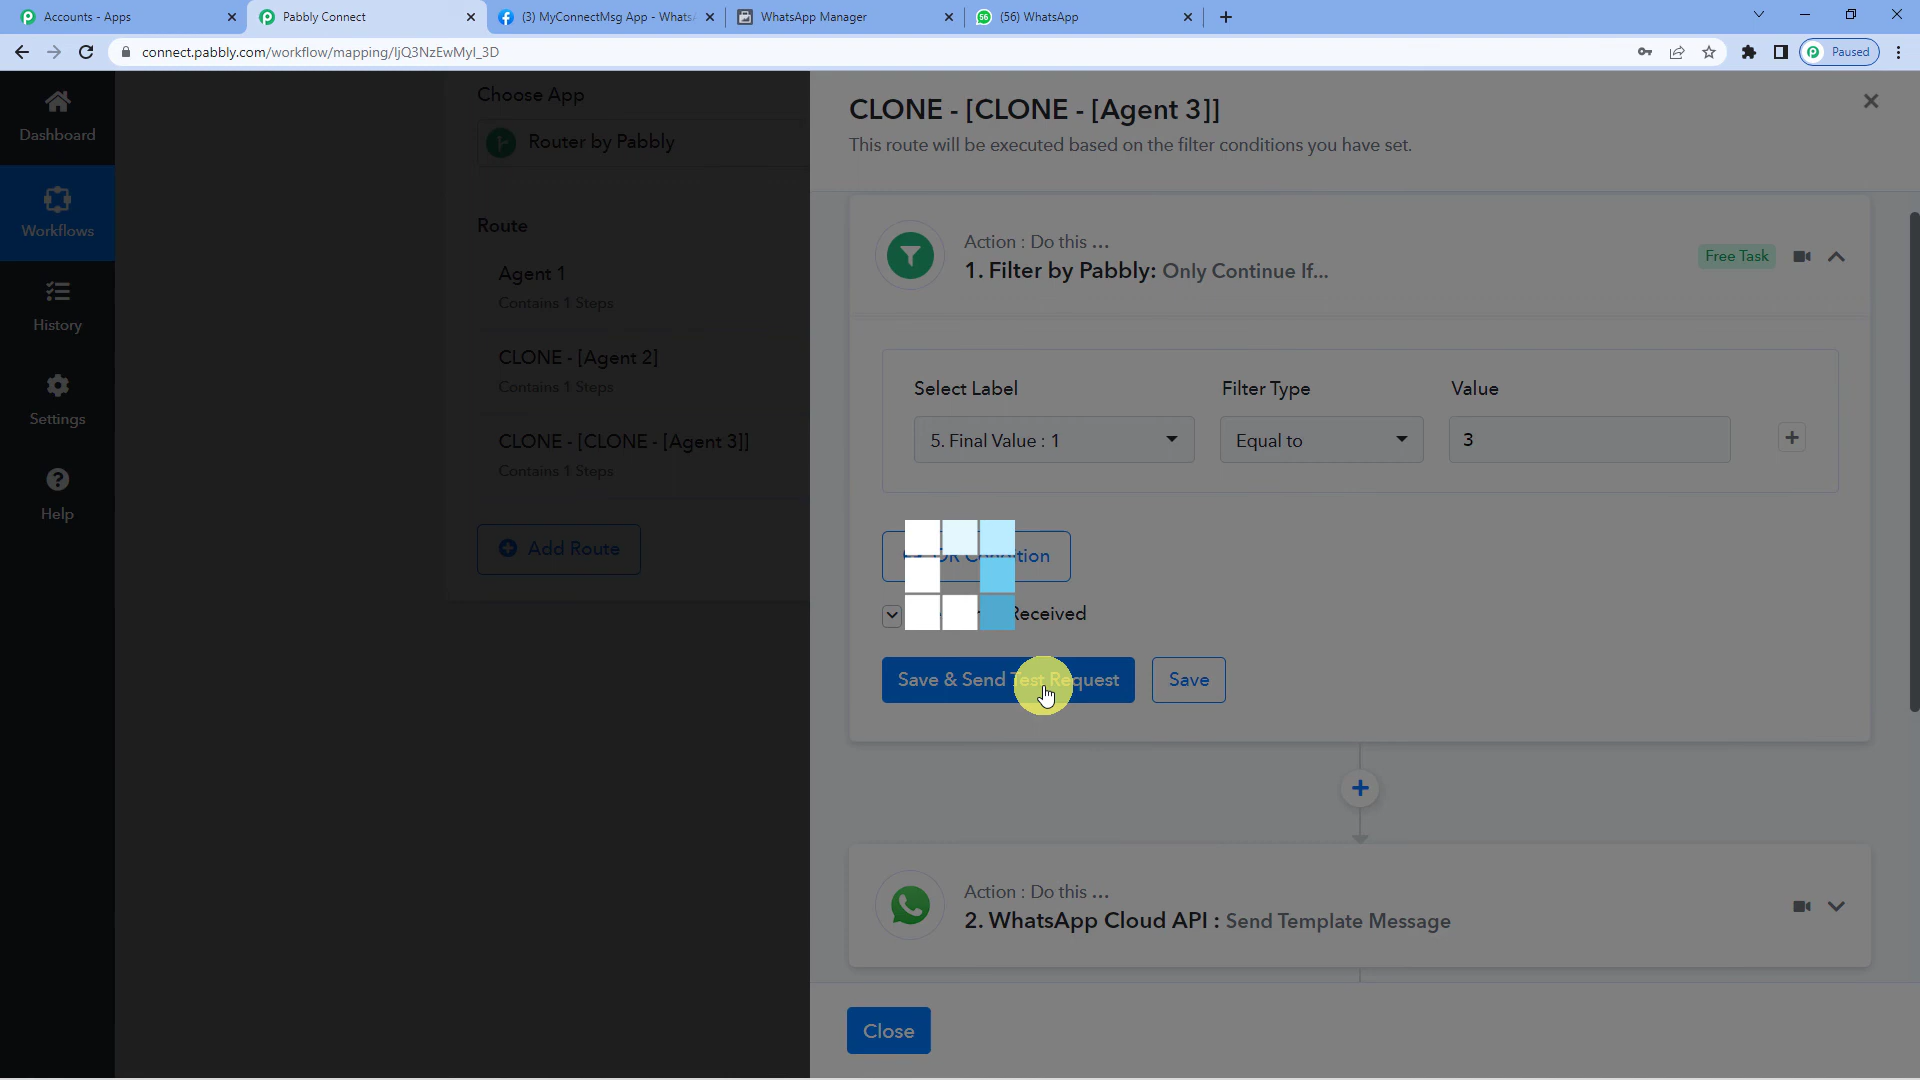 Accounts - Apps
Pabbly Connect
(3) MyConnectMsg App - Whats
WhatsApp Manager
(56) WhatsApp
connect.pabbly.com/workflow/mapping/IjQ3NzEwMyI_3D
Paused
Dashboard
Workflows
History
Settings
Help
Choose App
Router by Pabbly
Route
Agent 1
Contains 1 Steps
CLONE - [Agent 2]
Contains 1 Steps
CLONE - [CLONE - [Agent 3]]
Contains 1 Steps
Add Route
CLONE - [CLONE - [Agent 3]]
This route will be executed based on the filter conditions you have set.
Action : Do this ...
1. Filter by Pabbly: Only Continue If...
Free Task
Select Label
Filter Type
Value
5. Final Value : 1
Equal to
3
OR Condition
Received
Save & Send Test Request
Save
Action : Do this ...
2. WhatsApp Cloud API : Send Template Message
Close